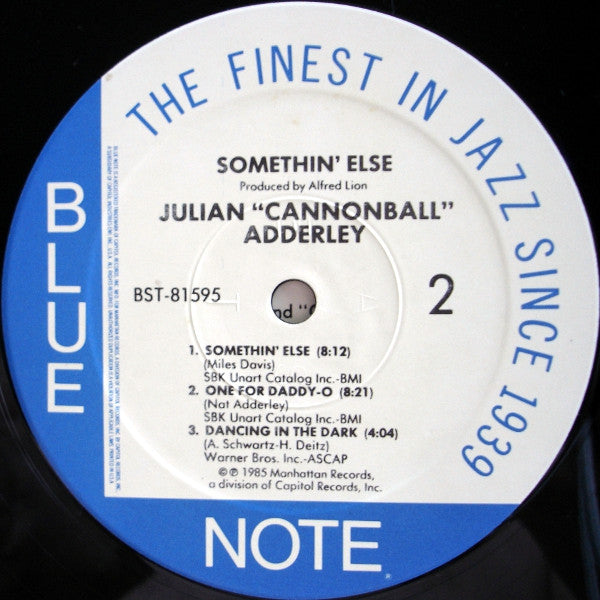 THE FINEST IN JAZZ SINCE 1939
BLUE
SOMETHIN' ELSE
Produced by Alfred Lion
JULIAN "CANNONBALL"
ADDERLEY
BST-81595
2
1. SOMETHIN' ELSE (8:12)
(Miles Davis)
SBK Unart Catalog Inc.-BMI
2. ONE FOR DADDY-O (8:21)
(Nat Adderley)
SBK Unart Catalog Inc.-BMI
3. DANCING IN THE DARK (4:04)
(A. Schwartz-H. Deitz)
Warner Bros. Inc.-ASCAP
©℗ 1985 Manhattan Records,
a division of Capitol Records, Inc.
NOTE®